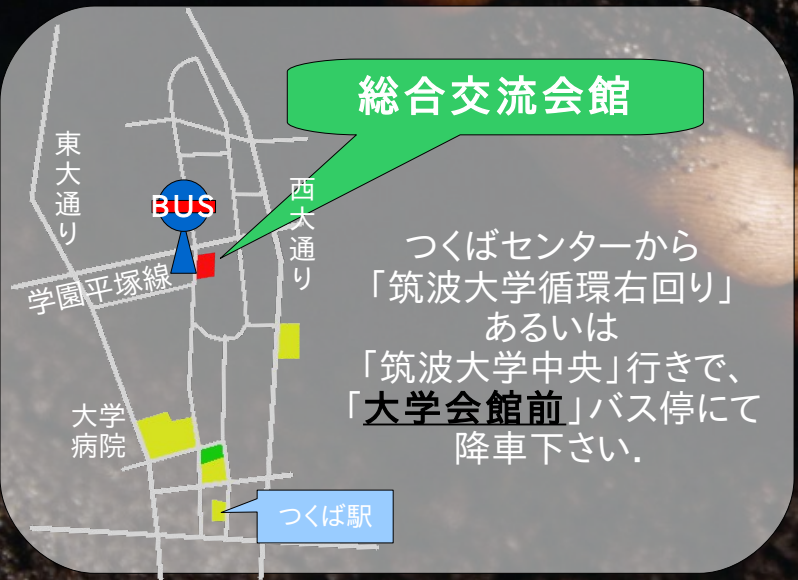 総合交流会館
東大通り
BUS
西大通り
学園平塚線
つくばセンターから
「筑波大学循環右回り」
あるいは
「筑波大学中央」行きで、
「大学会館前」バス停にて
降車下さい．
大学
病院
つくば駅